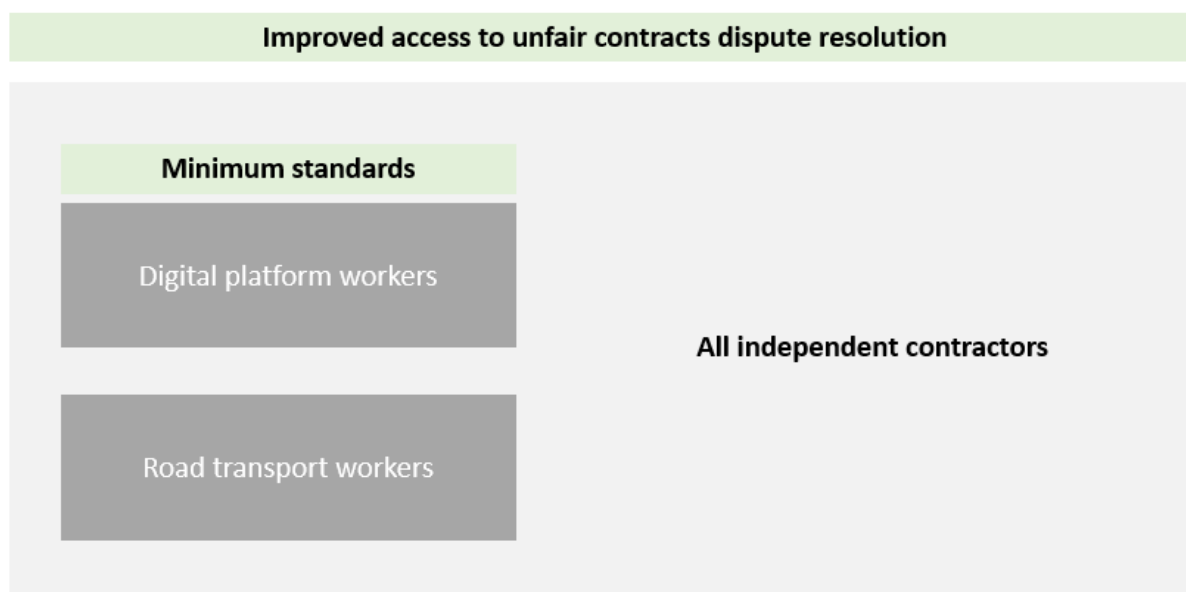 Improved access to unfair contracts dispute resolution
Minimum standards
Digital platform workers
All independent contractors
Road transport workers